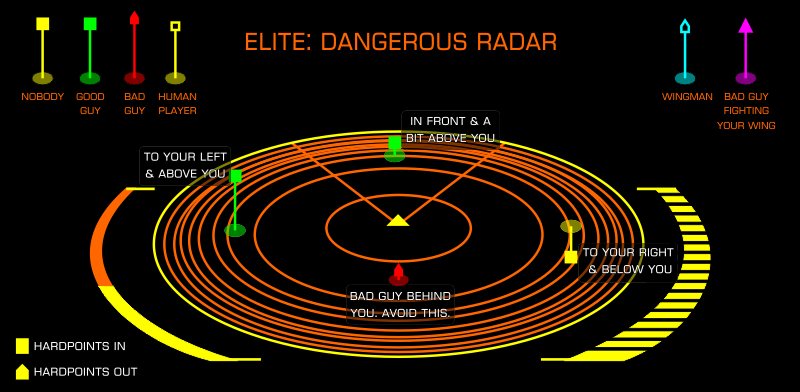 ELITE: DANGEROUS RADAR
NOBODY
GOOD
GUY
BAD
GUY
HUMAN
PLAYER
WINGMAN
BAD GUY
FIGHTING
YOUR WING
IN FRONT & A
BIT ABOVE YOU
TO YOUR LEFT
& ABOVE YOU
TO YOUR RIGHT
& BELOW YOU
BAD GUY BEHIND
YOU. AVOID THIS.
HARDPOINTS IN
HARDPOINTS OUT